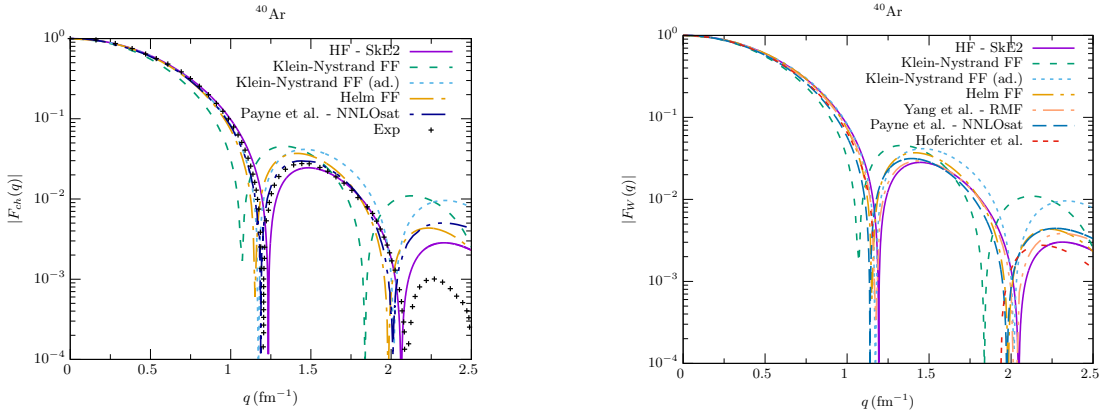 ⁴⁰Ar
|F_ch(q)|
10⁰
10⁻¹
10⁻²
10⁻³
10⁻⁴
HF - SkE2
Klein-Nystrand FF
Klein-Nystrand FF (ad.)
Helm FF
Payne et al. - NNLOsat
Exp
0 0.5 1 1.5 2 2.5
q (fm⁻¹)
⁴⁰Ar
|F_W(q)|
10⁰
10⁻¹
10⁻²
10⁻³
10⁻⁴
HF - SkE2
Klein-Nystrand FF
Klein-Nystrand FF (ad.)
Helm FF
Yang et al. - RMF
Payne et al. - NNLOsat
Hoferichter et al.
0 0.5 1 1.5 2 2.5
q (fm⁻¹)